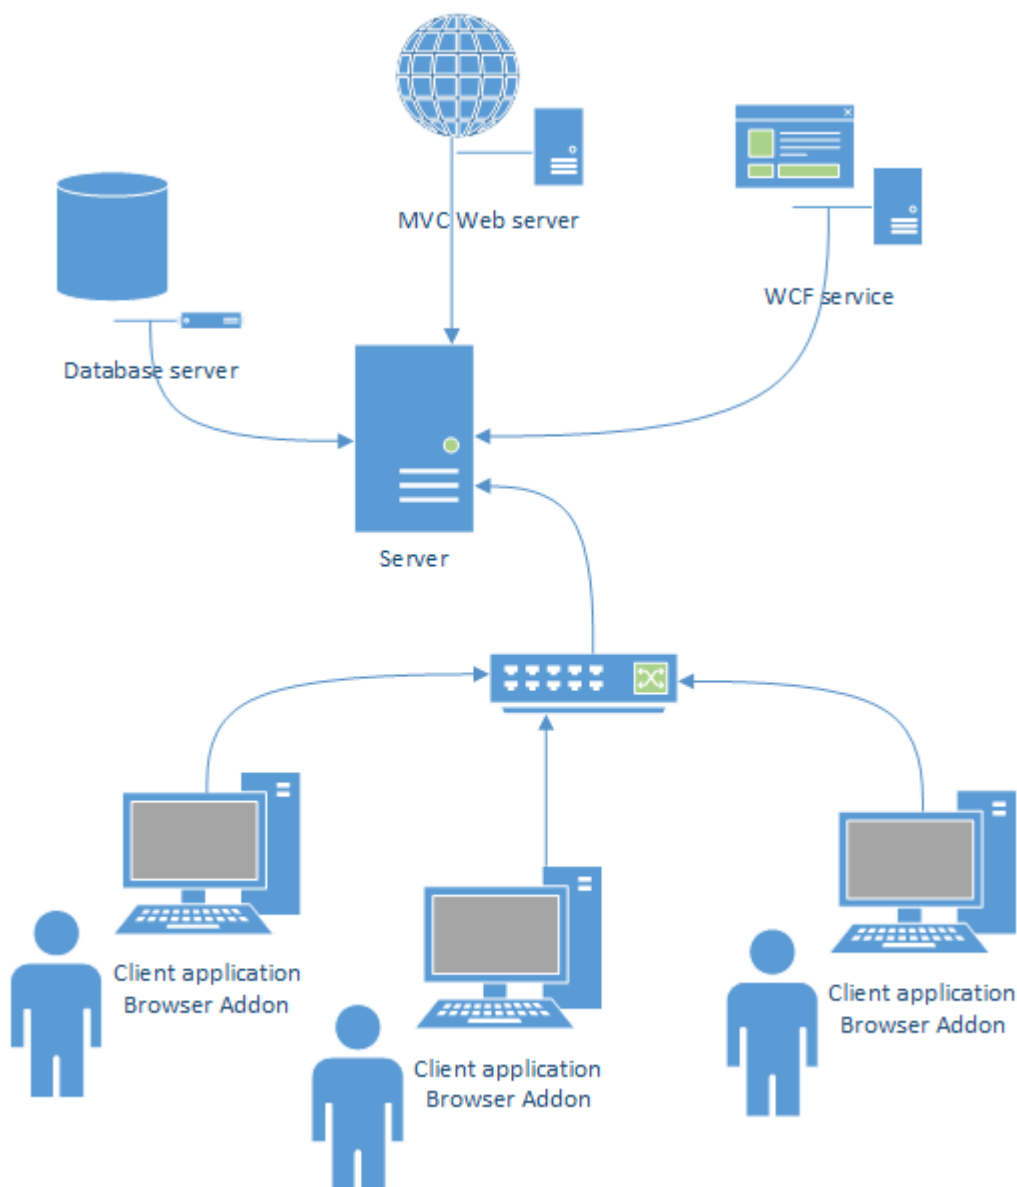 MVC Web server
WCF service
Database server
Server
Client application
Browser Addon
Client application
Browser Addon
Client application
Browser Addon